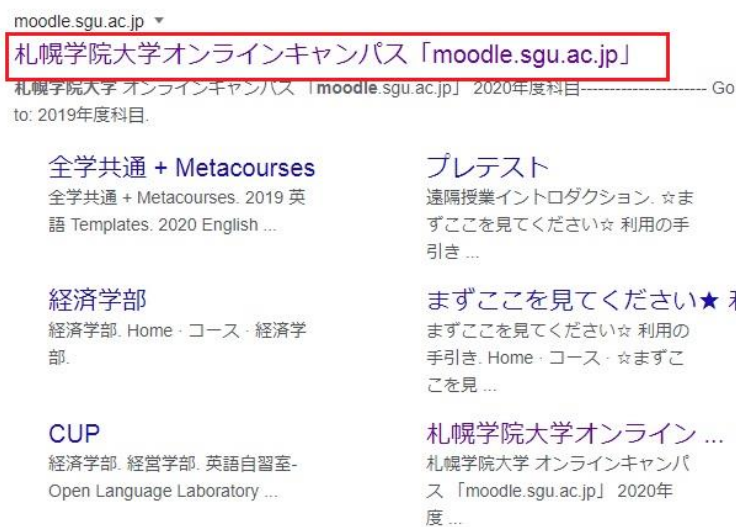 moodle.sgu.ac.jp ▼
札幌学院大学オンラインキャンパス「moodle.sgu.ac.jp」
札幌学院大学 オンラインキャンパス 「moodle.sgu.ac.jp」 2020年度科目----------------------- Go
to: 2019年度科目.
全学共通 + Metacourses
全学共通 + Metacourses. 2019 英
語 Templates. 2020 English ...
プレテスト
遠隔授業イントロダクション. ☆ま
ずここを見てください☆ 利用の手
引き ...
経済学部
経済学部. Home · コース · 経済学
部.
まずここを見てください★ 利
まずここを見てください☆ 利用の
手引き. Home · コース · ☆まずこ
こを見 ...
CUP
経済学部. 経営学部. 英語自習室-
Open Language Laboratory ...
札幌学院大学オンライン ...
札幌学院大学 オンラインキャンパ
ス 「moodle.sgu.ac.jp」 2020年
度 ...